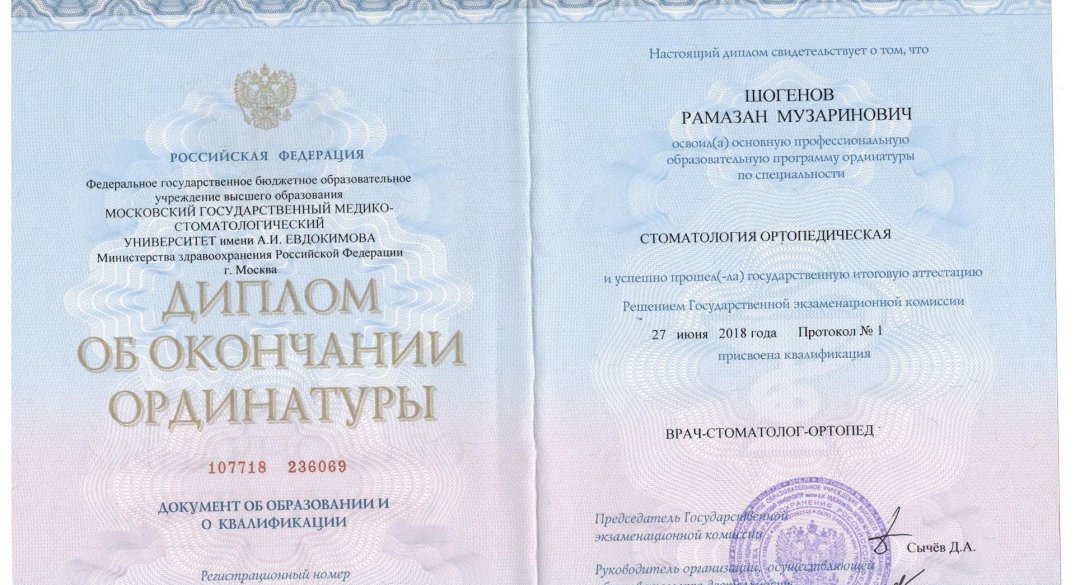 РОССИЙСКАЯ ФЕДЕРАЦИЯ
Федеральное государственное бюджетное образовательное
учреждение высшего образования
МОСКОВСКИЙ ГОСУДАРСТВЕННЫЙ МЕДИКО-
СТОМАТОЛОГИЧЕСКИЙ
УНИВЕРСИТЕТ имени А.И. ЕВДОКИМОВА
Министерства здравоохранения Российской Федерации
г. Москва
ДИПЛОМ
ОБ ОКОНЧАНИИ
ОРДИНАТУРЫ
107718 236069
ДОКУМЕНТ ОБ ОБРАЗОВАНИИ И
О КВАЛИФИКАЦИИ
Регистрационный номер
Настоящий диплом свидетельствует о том, что
ШОГЕНОВ
РАМАЗАН МУЗАРИНОВИЧ
освоил(а) основную профессиональную
образовательную программу ординатуры
по специальности
СТОМАТОЛОГИЯ ОРТОПЕДИЧЕСКАЯ
и успешно прошел(-ла) государственную итоговую аттестацию
Решением Государственной экзаменационной комиссии
27 июня 2018 года Протокол № 1
присвоена квалификация
ВРАЧ-СТОМАТОЛОГ-ОРТОПЕД
Председатель Государственной
экзаменационной комиссии
Сычёв Д.А.
Руководитель организации, осуществляющей